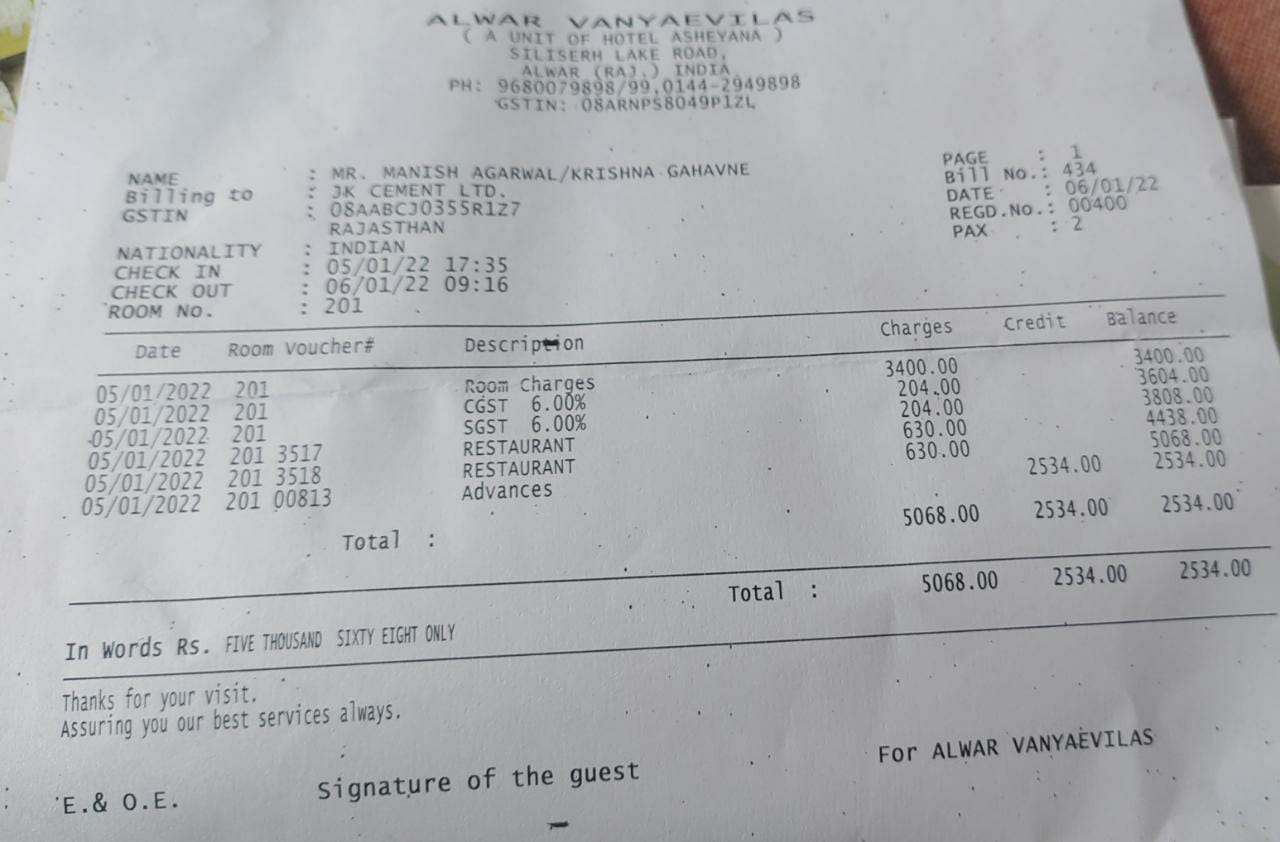 ALWAR VANYAEVILAS
( A UNIT OF HOTEL ASHEYANA )
SILISERH LAKE ROAD,
ALWAR (RAJ.) INDIA
PH: 9680079898/99,0144-2949898
GSTIN: 08ARNPS8049P1ZL
PAGE : 1
Bill No.: 434
DATE : 06/01/22
REGD.No.: 00400
PAX : 2
NAME : MR. MANISH AGARWAL/KRISHNA GAHAVNE
Billing to : JK CEMENT LTD.
GSTIN : 08AABCJ0355R1Z7
RAJASTHAN
NATIONALITY : INDIAN
CHECK IN : 05/01/22 17:35
CHECK OUT : 06/01/22 09:16
ROOM No. : 201
Date Room Voucher# Description Charges Credit Balance
05/01/2022 201 Room Charges 3400.00 3400.00
05/01/2022 201 CGST 6.00% 204.00 3604.00
05/01/2022 201 SGST 6.00% 204.00 3808.00
05/01/2022 201 3517 RESTAURANT 630.00 4438.00
05/01/2022 201 3518 RESTAURANT 630.00 5068.00
05/01/2022 201 00813 Advances 2534.00 2534.00
Total : 5068.00 2534.00 2534.00
Total : 5068.00 2534.00 2534.00
In Words Rs. FIVE THOUSAND SIXTY EIGHT ONLY
Thanks for your visit.
Assuring you our best services always.
For ALWAR VANYAEVILAS
E.& O.E. Signature of the guest